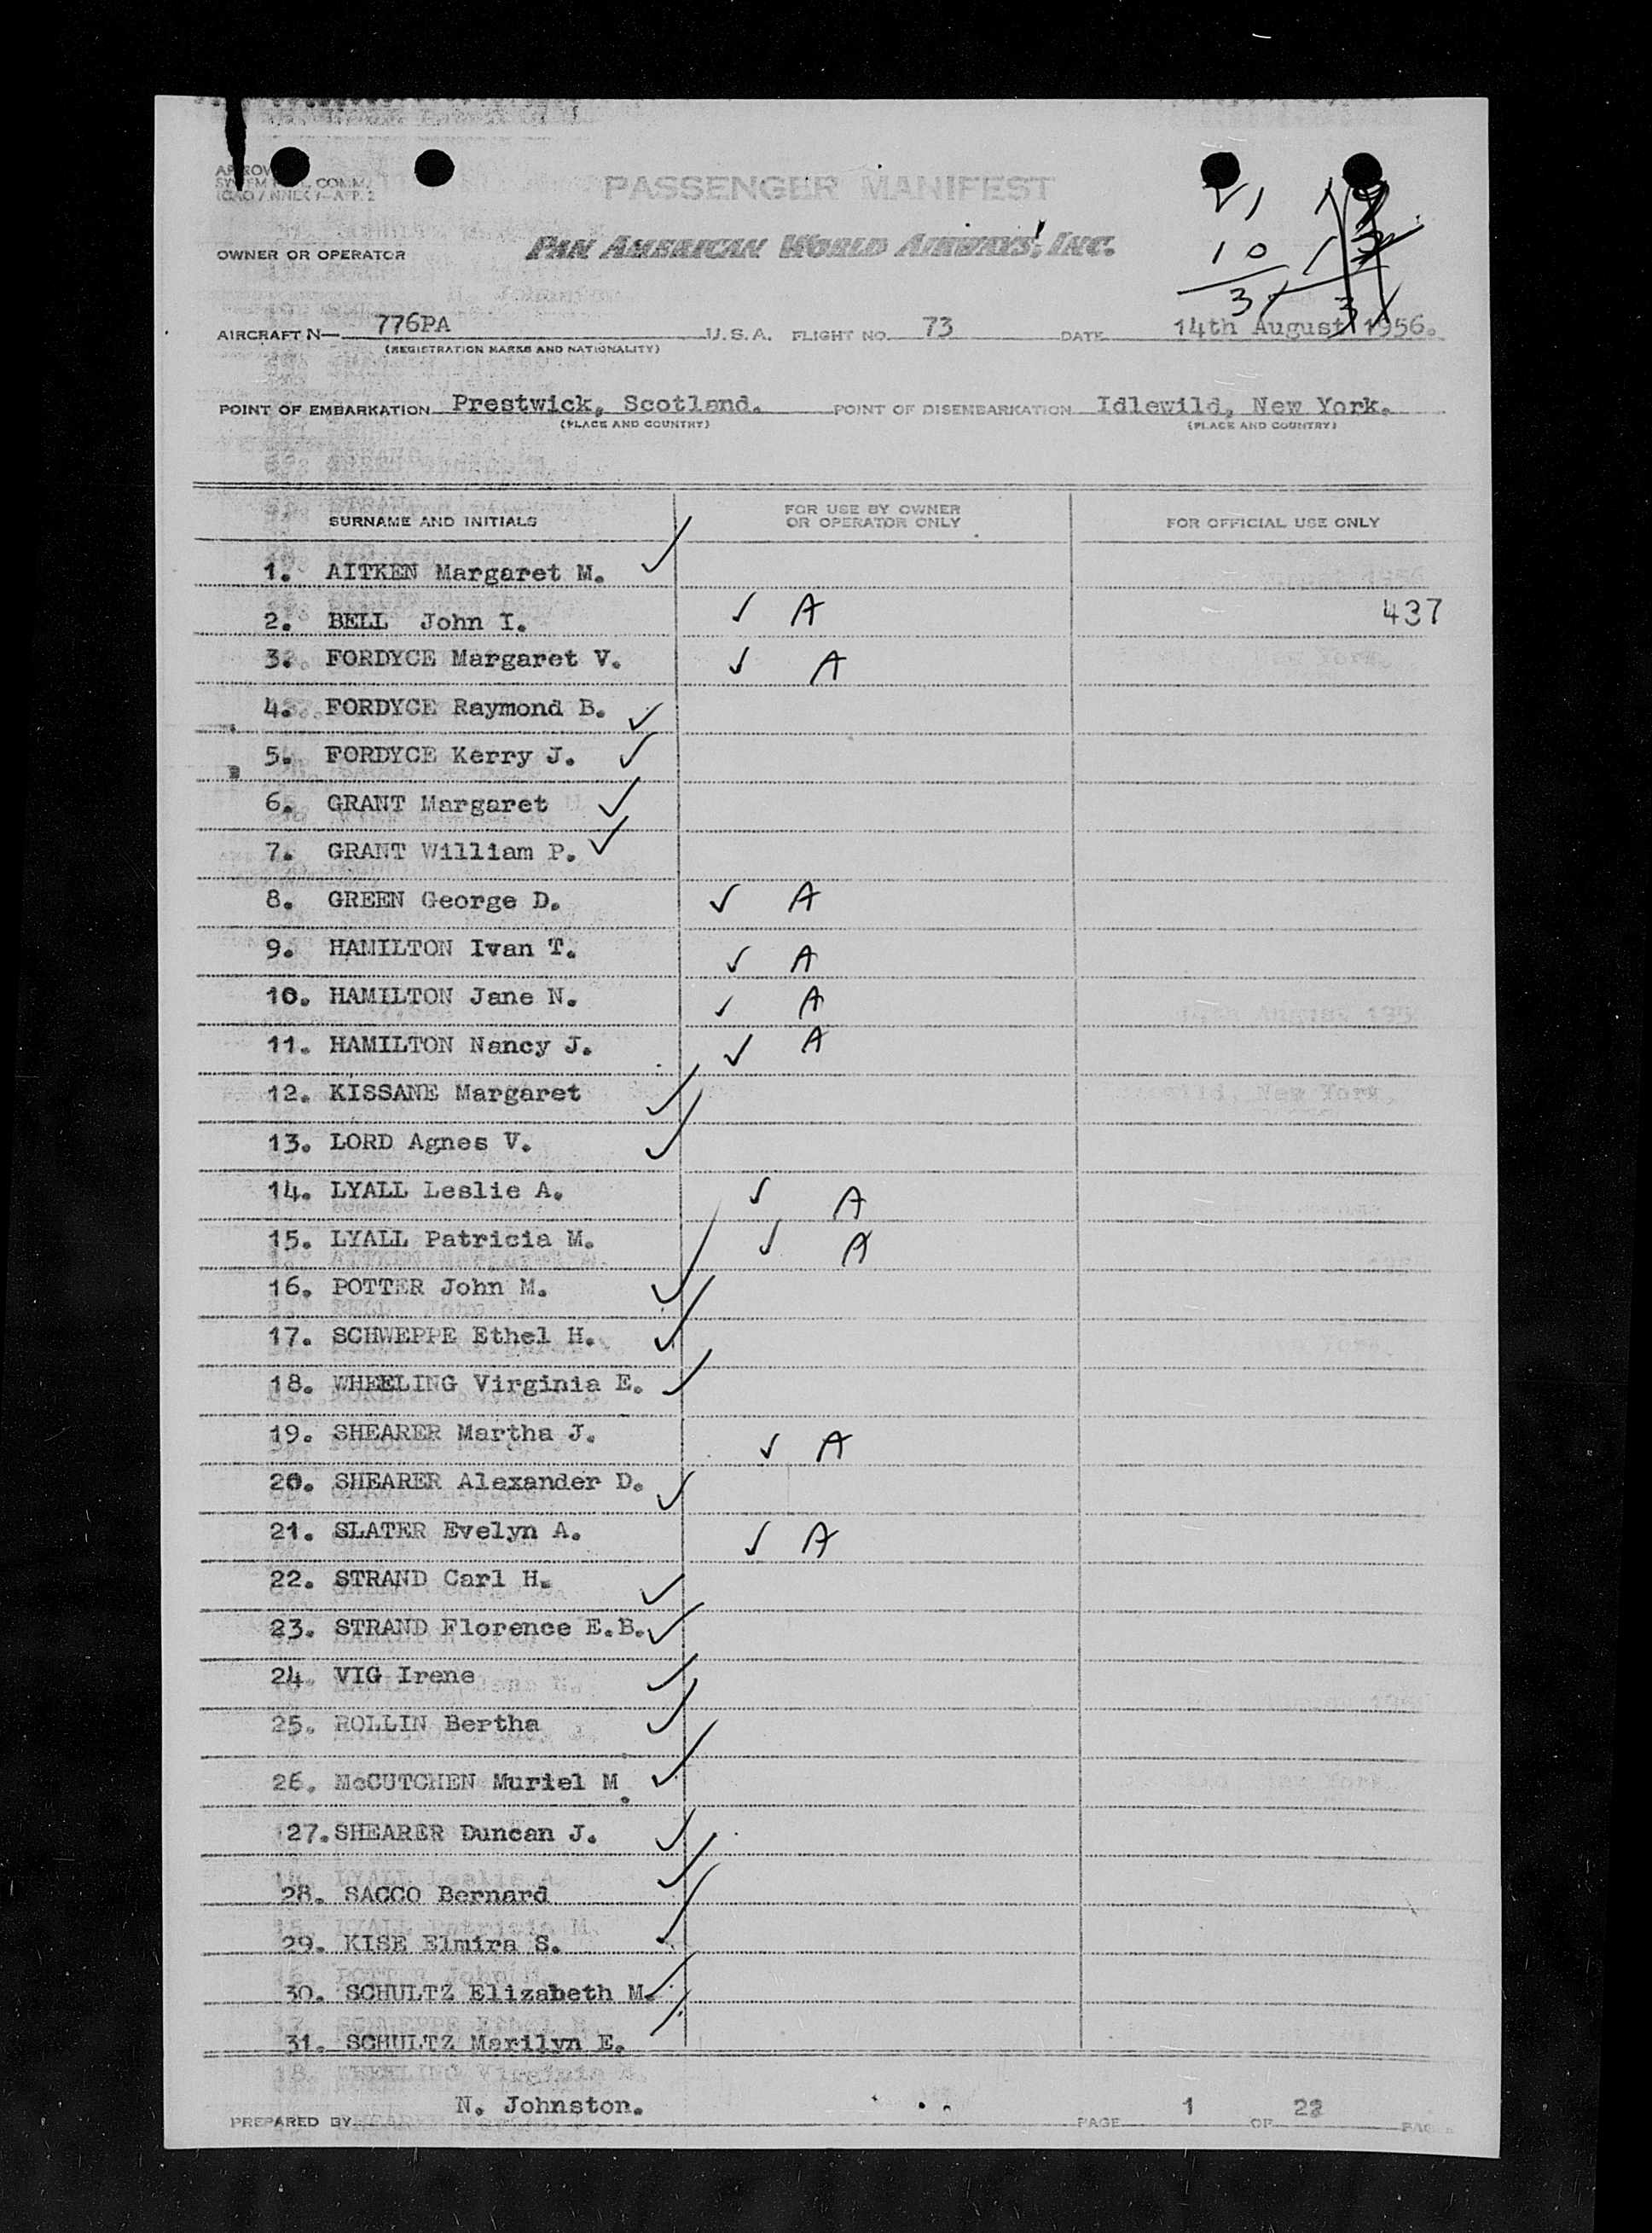 PASSENGER MANIFEST
OWNER OR OPERATOR PAN AMERICAN WORLD AIRWAYS, INC.
21
10
31
AIRCRAFT N— 776PA U.S.A. FLIGHT NO. 73 DATE 14th August 1956.
(REGISTRATION MARKS AND NATIONALITY)
POINT OF EMBARKATION Prestwick, Scotland. POINT OF DISEMBARKATION Idlewild, New York.
(PLACE AND COUNTRY) (PLACE AND COUNTRY)
SURNAME AND INITIALS FOR USE BY OWNER OR OPERATOR ONLY FOR OFFICIAL USE ONLY
1. AITKEN Margaret M. ✓
2. BELL John I. ✓ A 437
3. FORDYCE Margaret V. ✓ A
4. FORDYCE Raymond B. ✓
5. FORDYCE Kerry J. ✓
6. GRANT Margaret ✓
7. GRANT William P. ✓
8. GREEN George D. ✓ A
9. HAMILTON Ivan T. ✓ A
10. HAMILTON Jane N. ✓ A
11. HAMILTON Nancy J. ✓ A
12. KISSANE Margaret ✓
13. LORD Agnes V. ✓
14. LYALL Leslie A. ✓ A
15. LYALL Patricia M. ✓ A
16. POTTER John M. ✓
17. SCHWEPPE Ethel H. ✓
18. WHEELING Virginia E. ✓
19. SHEARER Martha J. ✓ A
20. SHEARER Alexander D. ✓
21. SLATER Evelyn A. ✓ A
22. STRAND Carl H. ✓
23. STRAND Florence E.B. ✓
24. VIG Irene ✓
25. ROLLIN Bertha ✓
26. McCUTCHEN Muriel M. ✓
27. SHEARER Duncan J. ✓
28. SACCO Bernard ✓
29. KISE Elmira S. ✓
30. SCHULTZ Elizabeth M. ✓
31. SCHULTZ Marilyn E. ✓
PREPARED BY N. Johnston. PAGE 1 OF